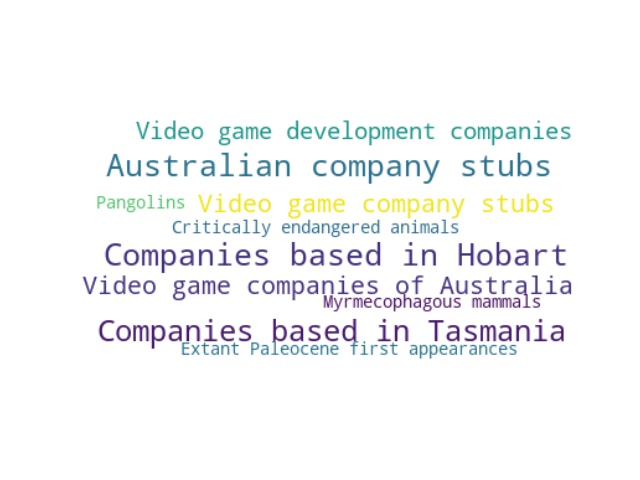 Video game development companies
Australian company stubs
Pangolins Video game company stubs
Critically endangered animals
Companies based in Hobart
Video game companies of Australia
Myrmecophagous mammals
Companies based in Tasmania
Extant Paleocene first appearances